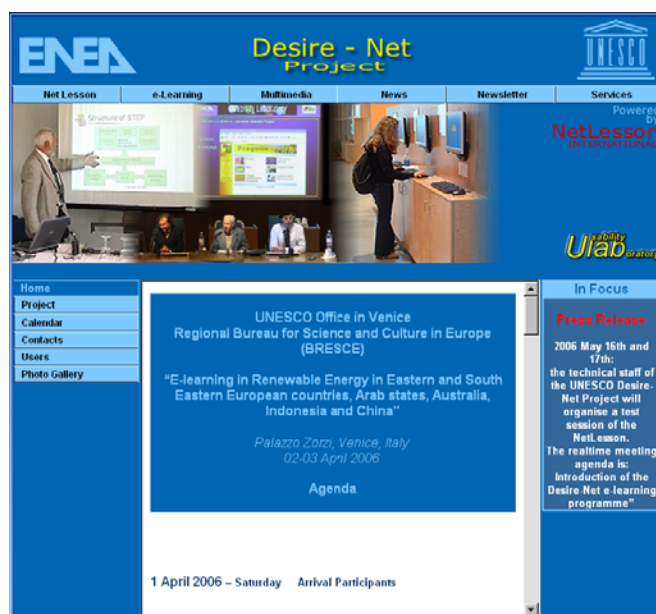 ENEA
Desire - Net
Project
UNESCO
Net Lesson
e-Learning
Multimedia
News
Newsletter
Services
Structure of STEP
Powered
by
NetLesson
INTERNATIONAL
Usability
Ulaboratory
Home
Project
Calendar
Contacts
Users
Photo Gallery
UNESCO Office in Venice
Regional Bureau for Science and Culture in Europe
(BRESCE)
“E-learning in Renewable Energy in Eastern and South
Eastern European countries, Arab states, Australia,
Indonesia and China”
Palazzo Zorzi, Venice, Italy
02-03 April 2006
Agenda
1 April 2006 – Saturday Arrival Participants
In Focus
Press Release
2006 May 16th and
17th:
the technical staff of
the UNESCO Desire-
Net Project will
organise a test
session of the
NetLesson.
The realtime meeting
agenda is:
Introduction of the
Desire-Net e-learning
programme”